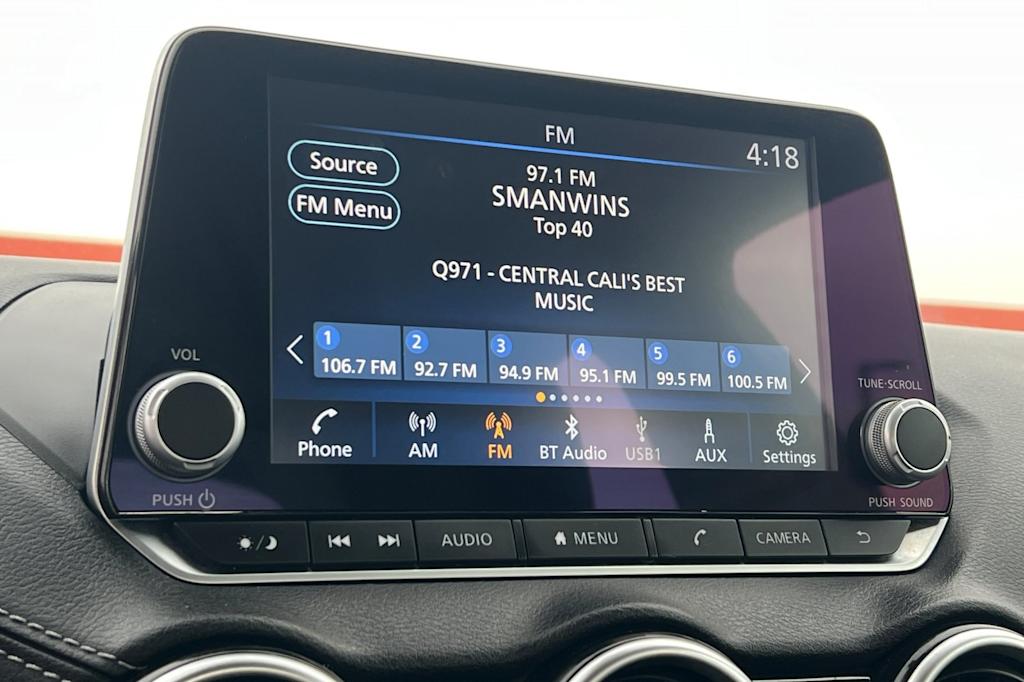 FM
4:18
Source
FM Menu
97.1 FM
SMANWINS
Top 40
Q971 - CENTRAL CALI'S BEST
MUSIC
1 106.7 FM
2 92.7 FM
3 94.9 FM
4 95.1 FM
5 99.5 FM
6 100.5 FM
Phone
AM
FM
BT Audio
USB1
AUX
Settings
VOL
PUSH
TUNE·SCROLL
PUSH SOUND
AUDIO
MENU
CAMERA